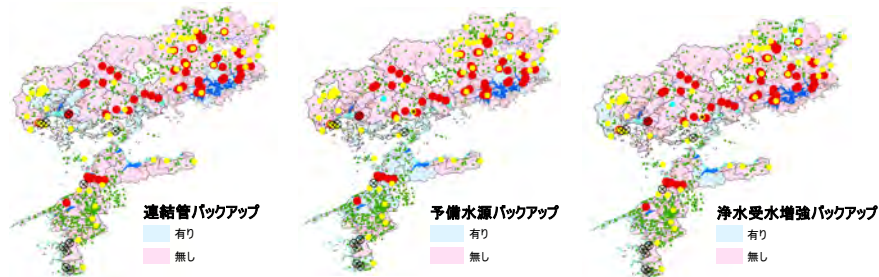 連結管バックアップ
有り
無し
予備水源バックアップ
有り
無し
浄水受水増強バックアップ
有り
無し